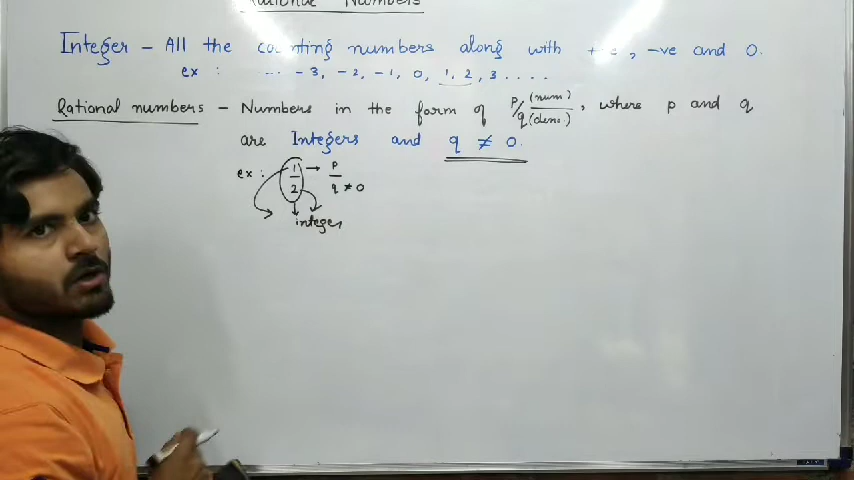 Rational Numbers
Integer - All the counting numbers along with +ve, -ve and 0.
ex : .... -3, -2, -1, 0, 1, 2, 3 ....
Rational numbers - Numbers in the form of p/q (num)/(deno.), where p and q
are Integers and q ≠ 0.
ex : 1/2 → p/q ≠ 0
integer